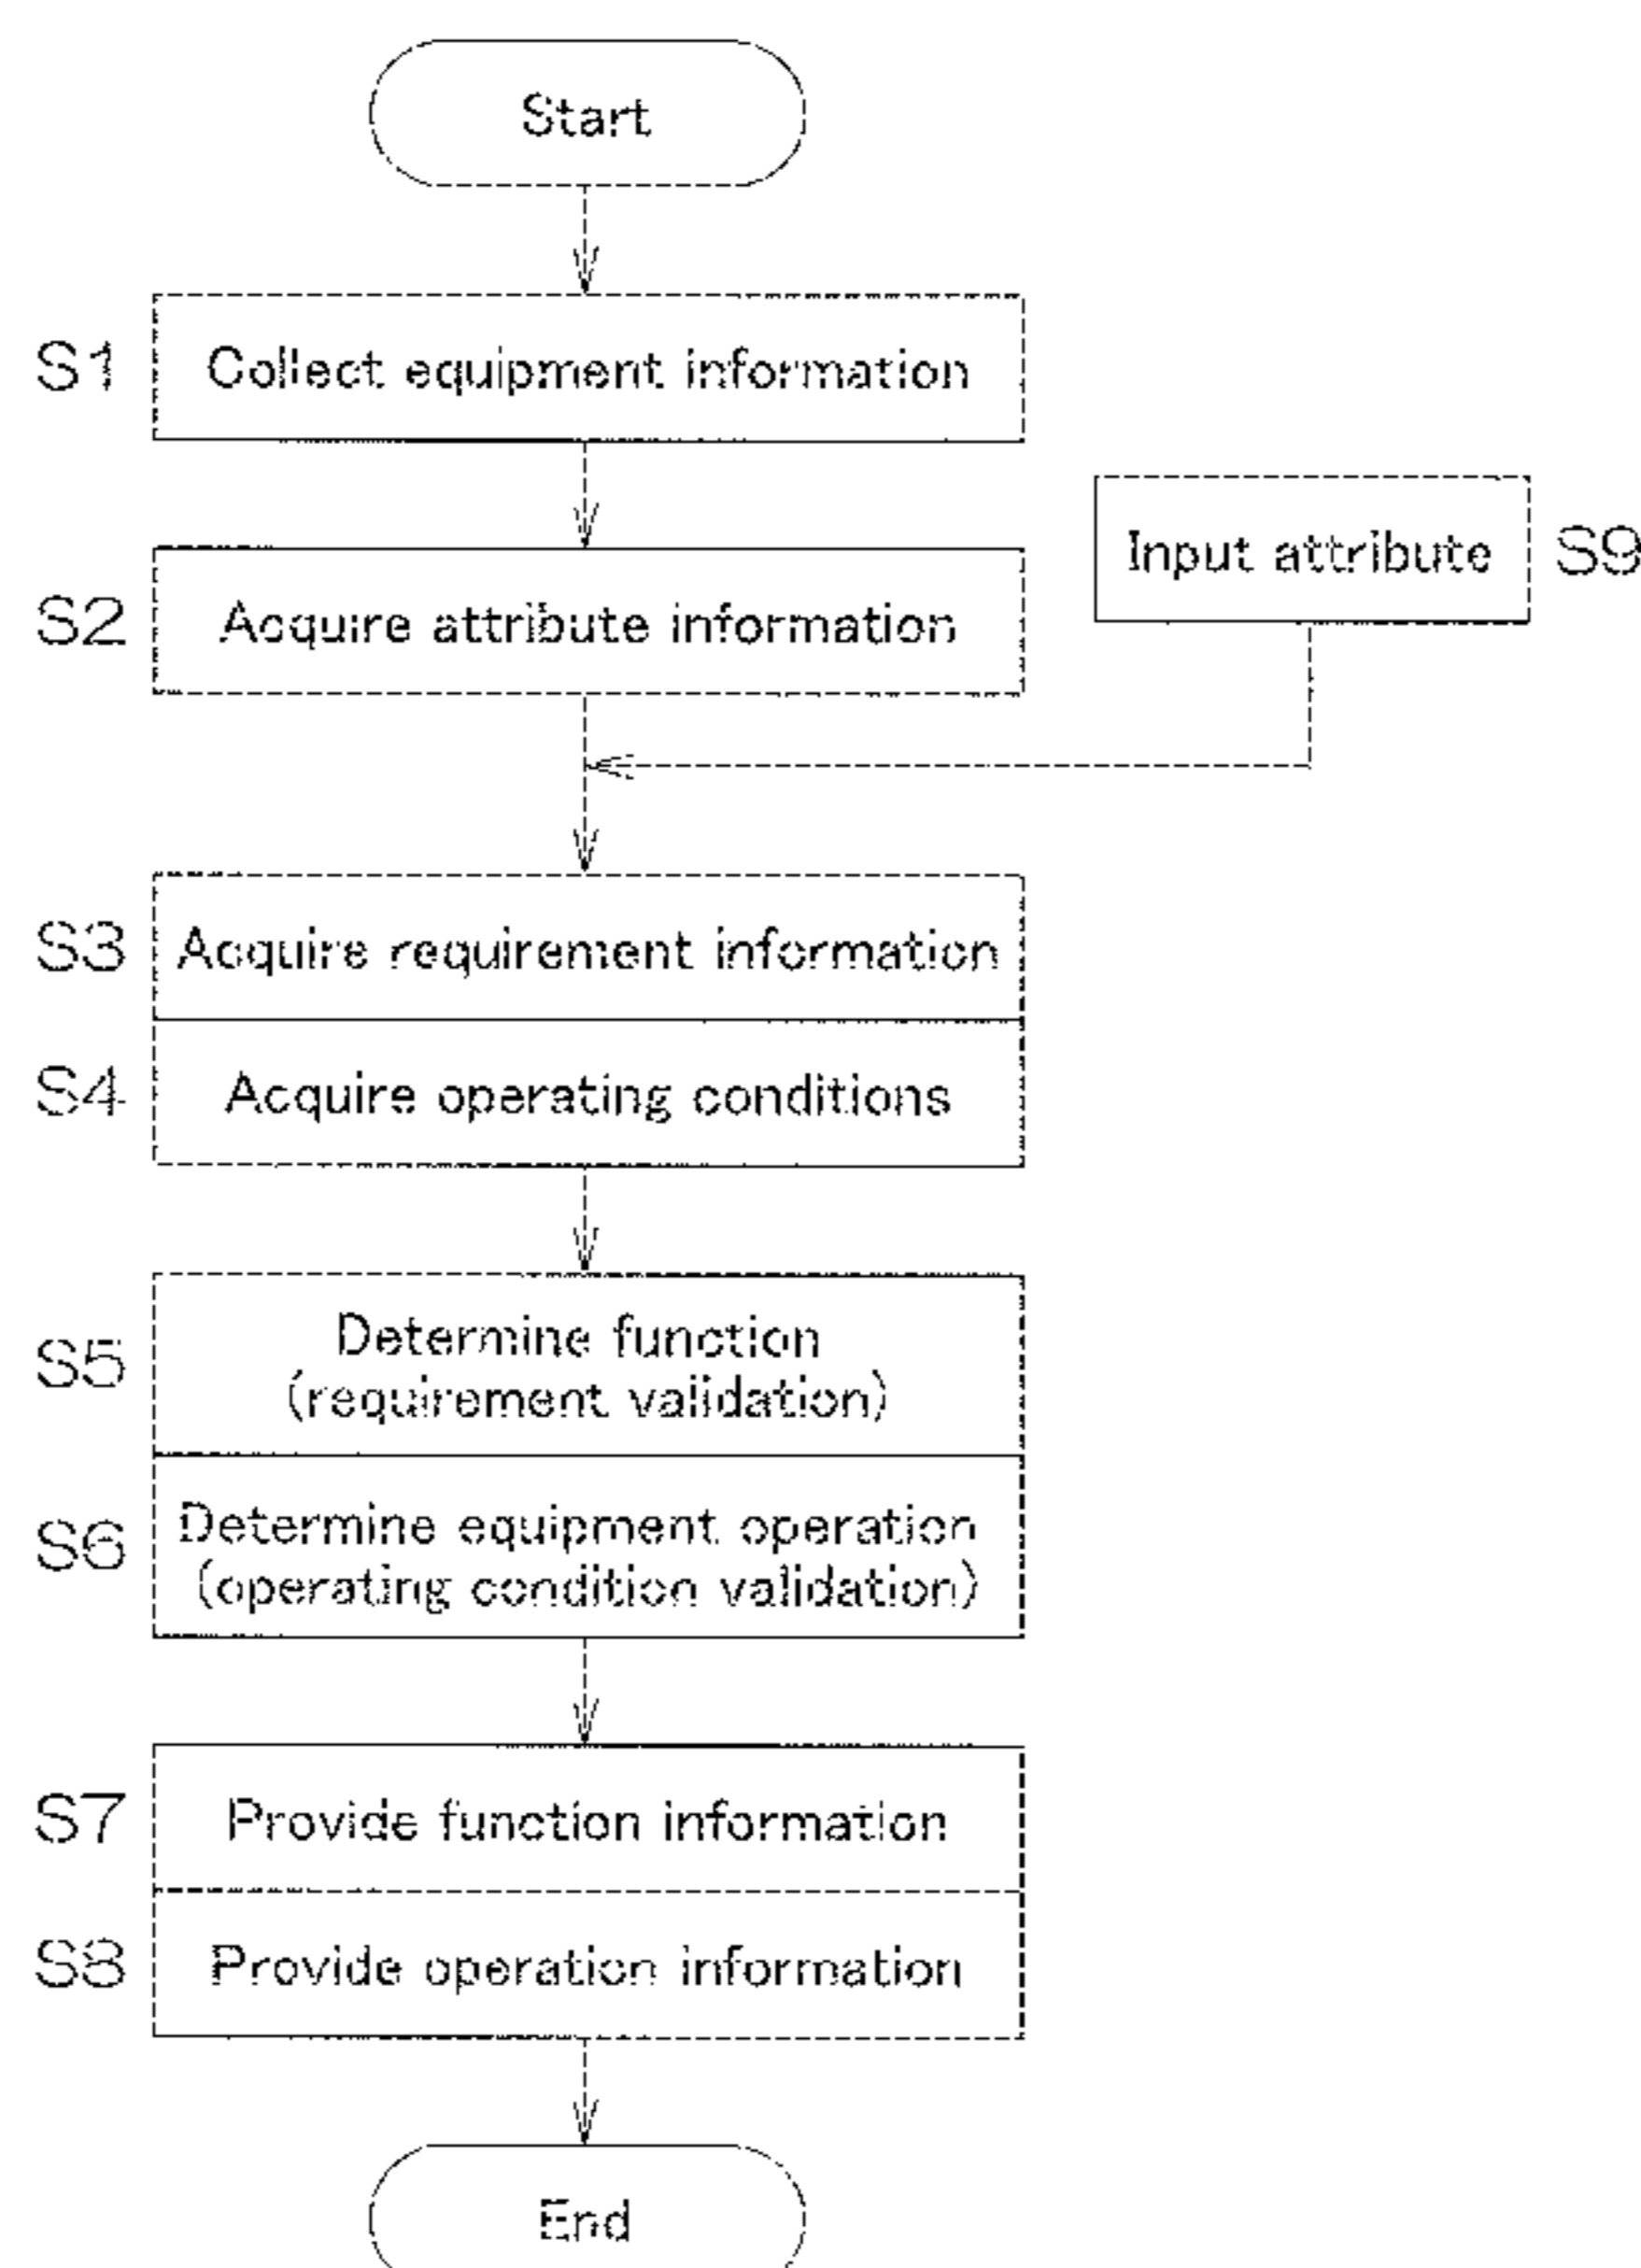 Start
S1 Collect equipment information
Input attribute S9
S2 Acquire attribute information
S3 Acquire requirement information
S4 Acquire operating conditions
S5 Determine function
(requirement validation)
S6 Determine equipment operation
(operating condition validation)
S7 Provide function information
S8 Provide operation information
End